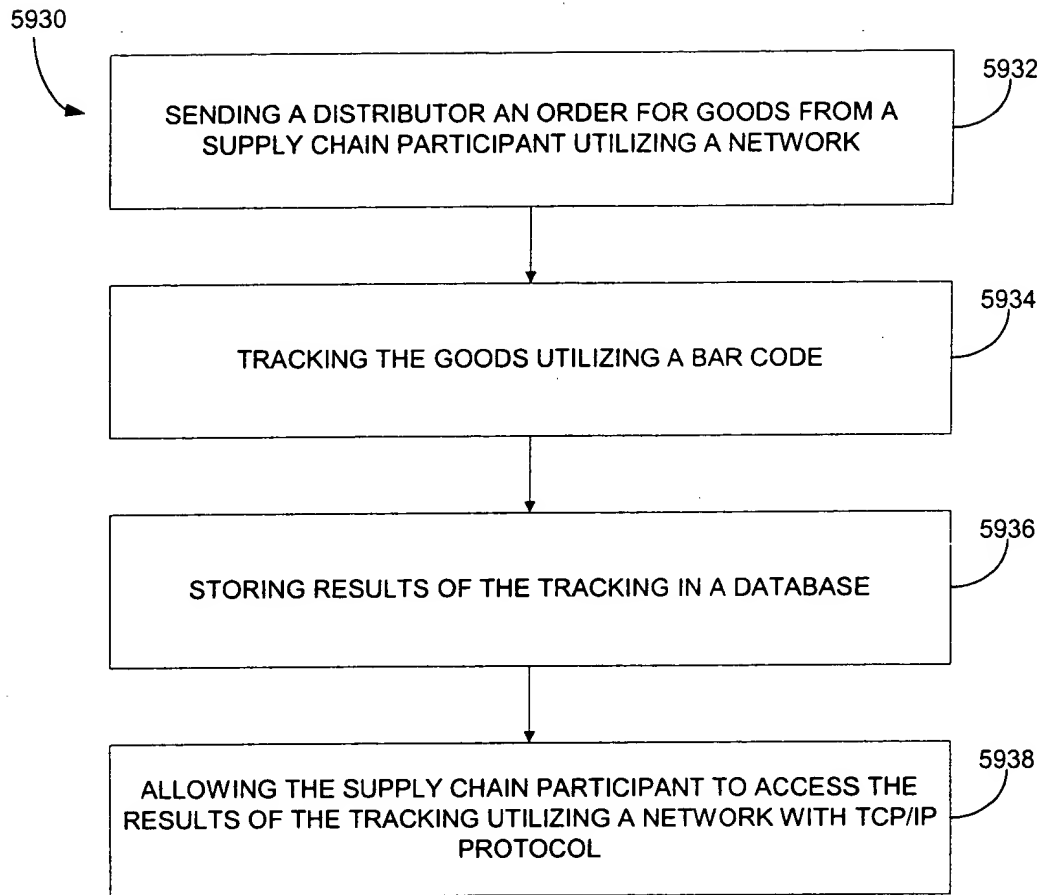 5930
5932
SENDING A DISTRIBUTOR AN ORDER FOR GOODS FROM A
SUPPLY CHAIN PARTICIPANT UTILIZING A NETWORK
5934
TRACKING THE GOODS UTILIZING A BAR CODE
5936
STORING RESULTS OF THE TRACKING IN A DATABASE
5938
ALLOWING THE SUPPLY CHAIN PARTICIPANT TO ACCESS THE
RESULTS OF THE TRACKING UTILIZING A NETWORK WITH TCP/IP
PROTOCOL